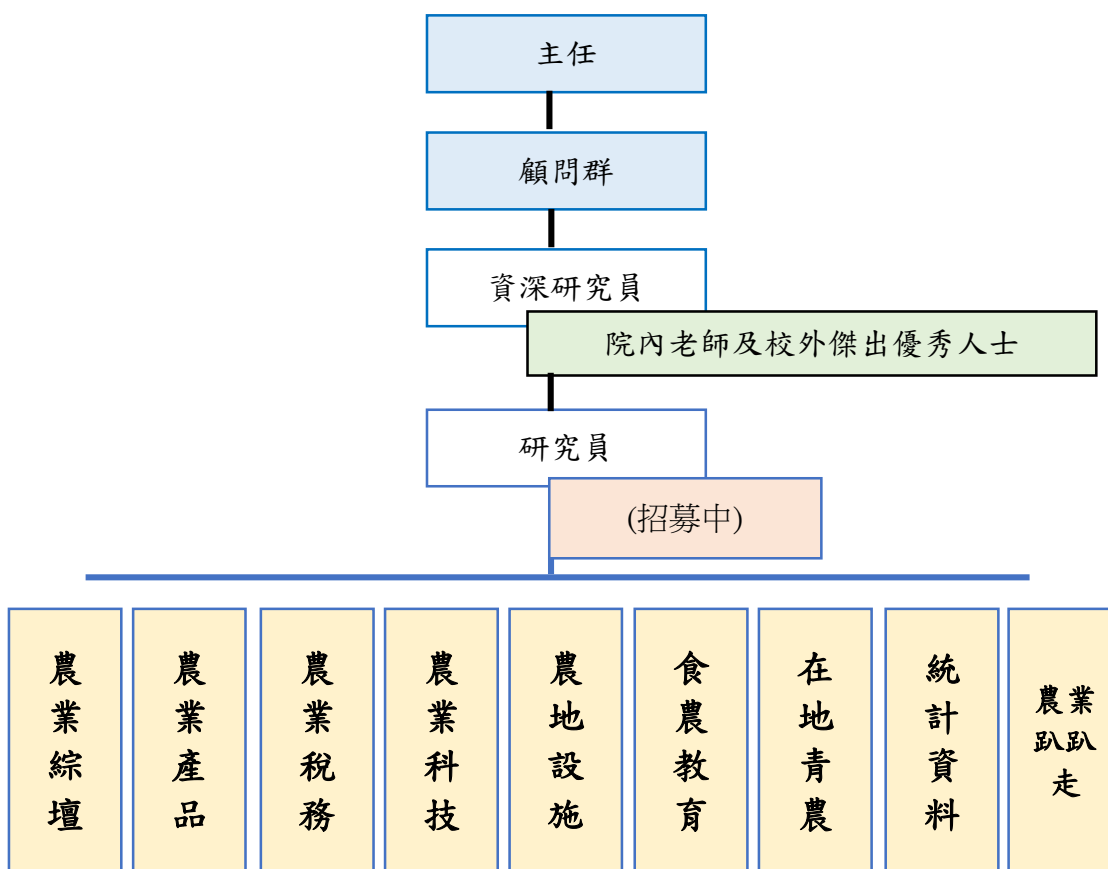 主任
顧問群
資深研究員
院內老師及校外傑出優秀人士
研究員
(招募中)
農業綜壇
農業產品
農業稅務
農業科技
農地設施
食農教育
在地青農
統計資料
農業
趴趴
走